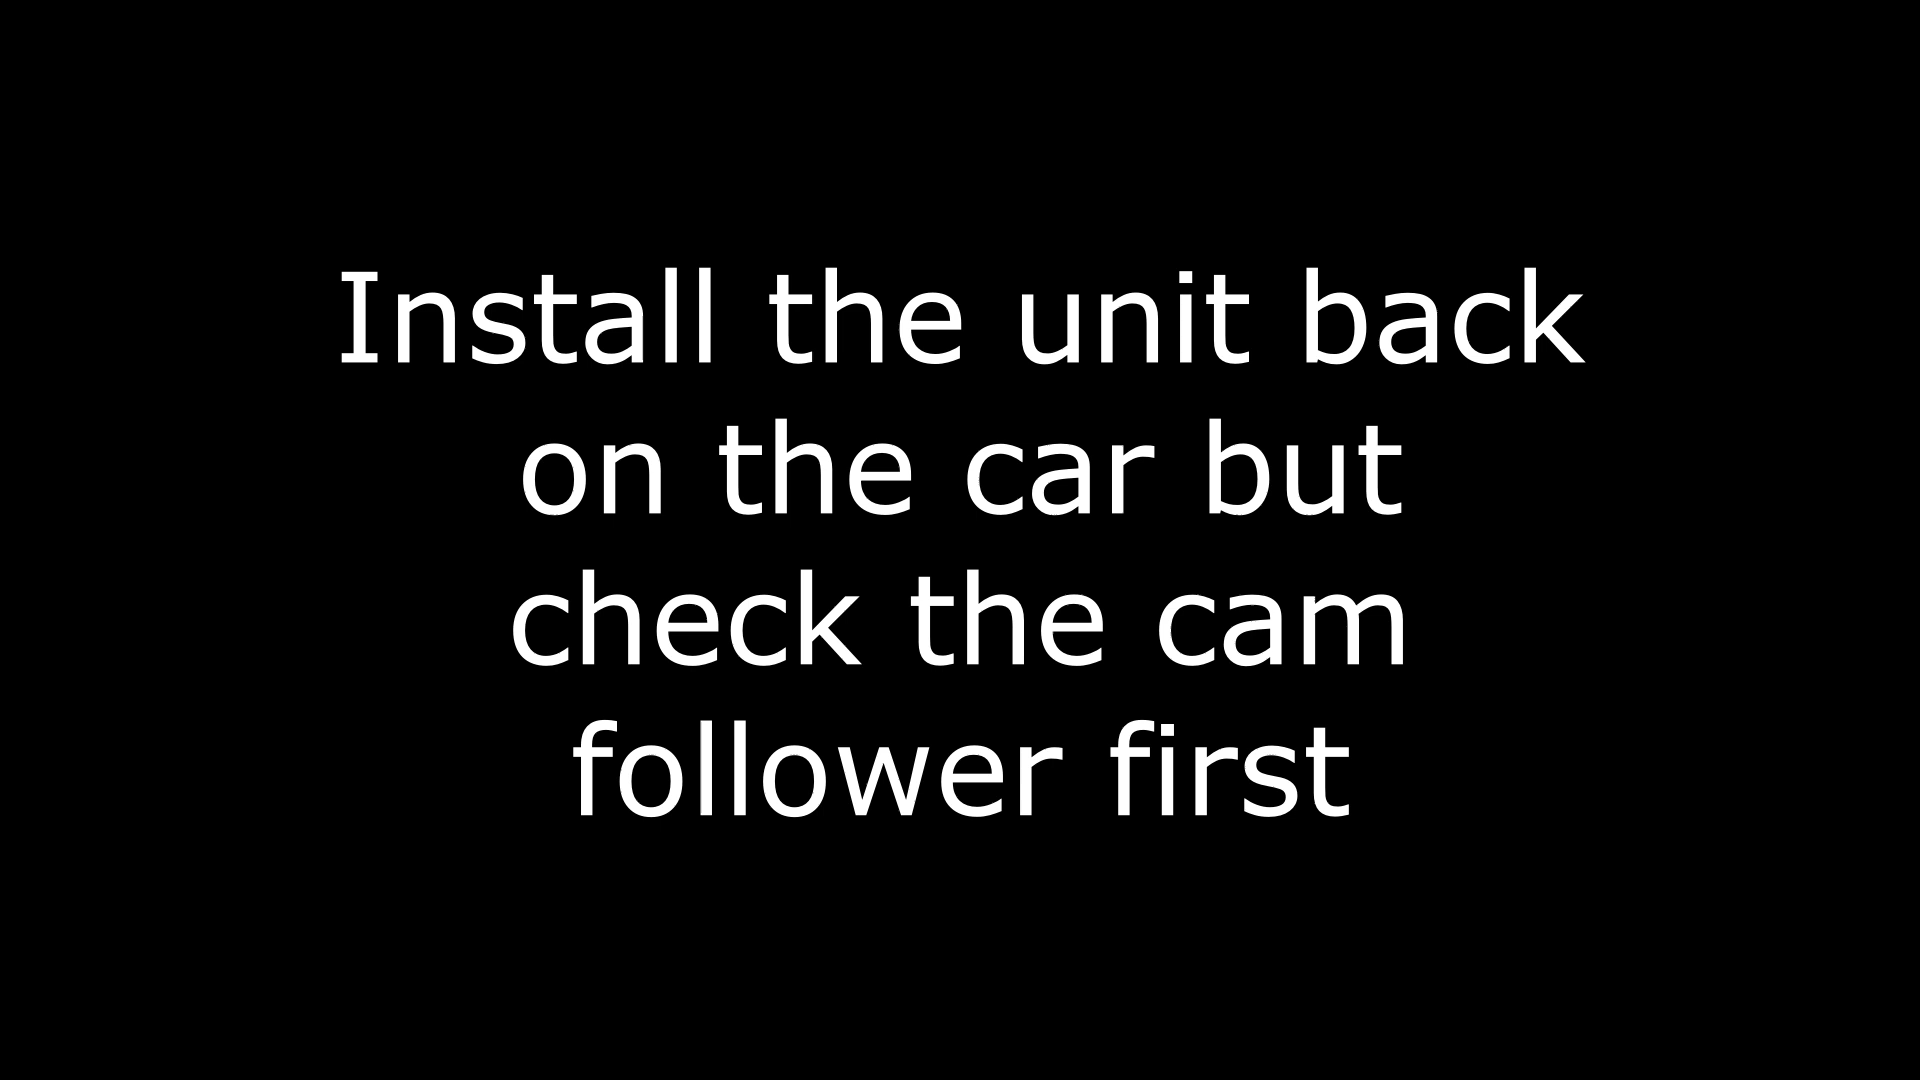 Install the unit back
on the car but
check the cam
follower first